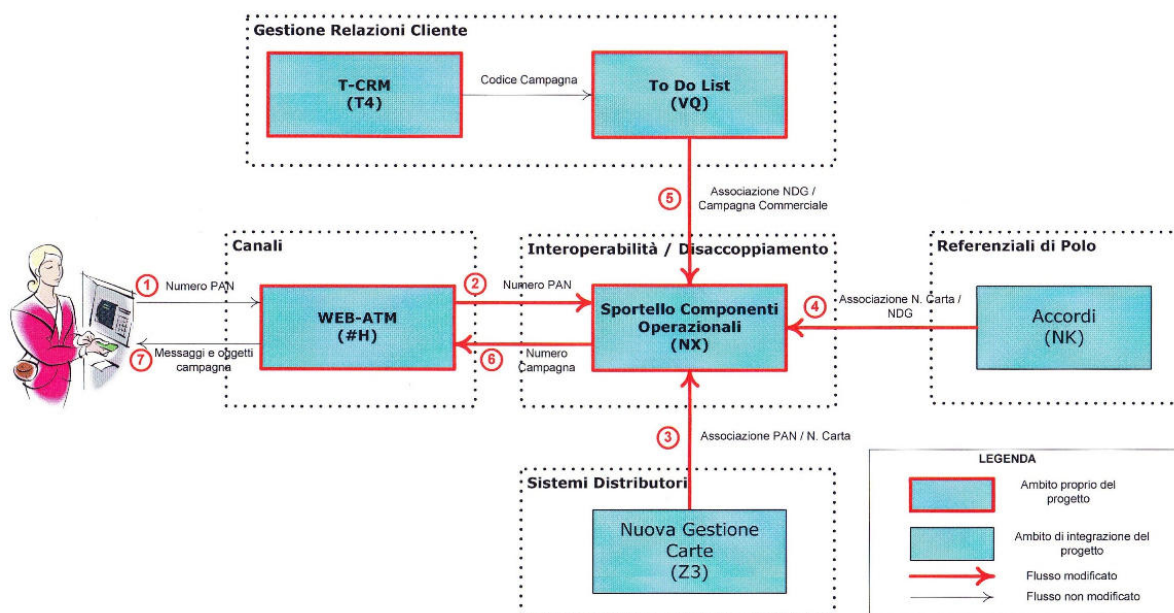 Gestione Relazioni Cliente
T-CRM
(T4)
Codice Campagna
To Do List
(VQ)
5
Associazione NDG /
Campagna Commerciale
Canali
Interoperabilità / Disaccoppiamento
Referenziali di Polo
1
Numero PAN
WEB-ATM
(#H)
2
Numero PAN
Sportello Componenti
Operazionali
(NX)
4
Associazione N. Carta /
NDG
Accordi
(NK)
7
Messaggi e oggetti
campagna
6
Numero
Campagna
3
Associazione PAN / N. Carta
Sistemi Distributori
Nuova Gestione
Carte
(Z3)
LEGENDA
Ambito proprio del
progetto
Ambito di integrazione del
progetto
Flusso modificato
Flusso non modificato